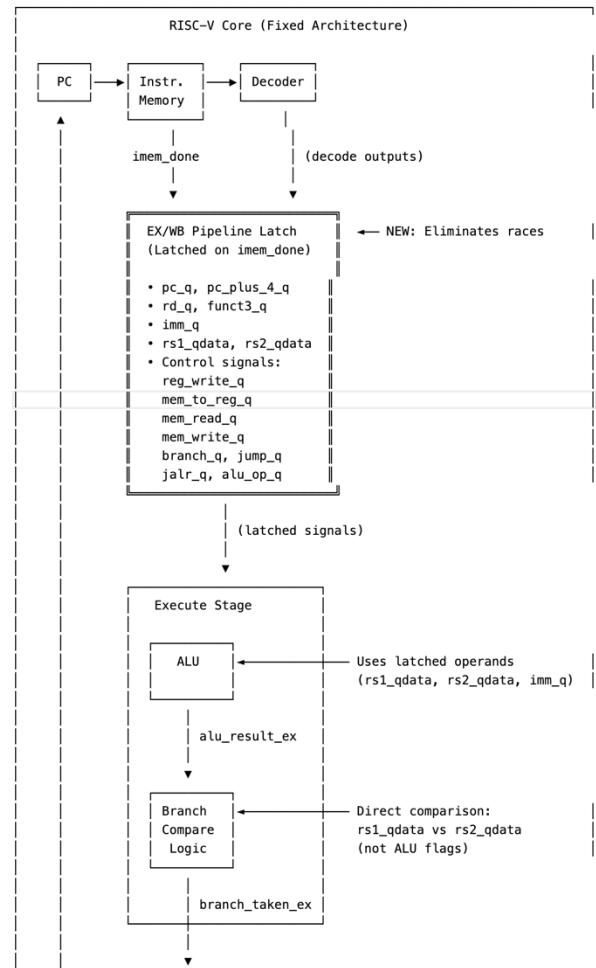 RISC-V Core (Fixed Architecture)
PC
Instr.
Decoder
Memory
imem_done
(decode outputs)
EX/WB Pipeline Latch
NEW: Eliminates races
(Latched on imem_done)
• pc_q, pc_plus_4_q
• rd_q, funct3_q
• imm_q
• rs1_qdata, rs2_qdata
• Control signals:
reg_write_q
mem_to_reg_q
mem_read_q
mem_write_q
branch_q, jump_q
jalr_q, alu_op_q
(latched signals)
Execute Stage
ALU
Uses latched operands
(rs1_qdata, rs2_qdata, imm_q)
alu_result_ex
Branch
Direct comparison:
Compare
rs1_qdata vs rs2_qdata
Logic
(not ALU flags)
branch_taken_ex